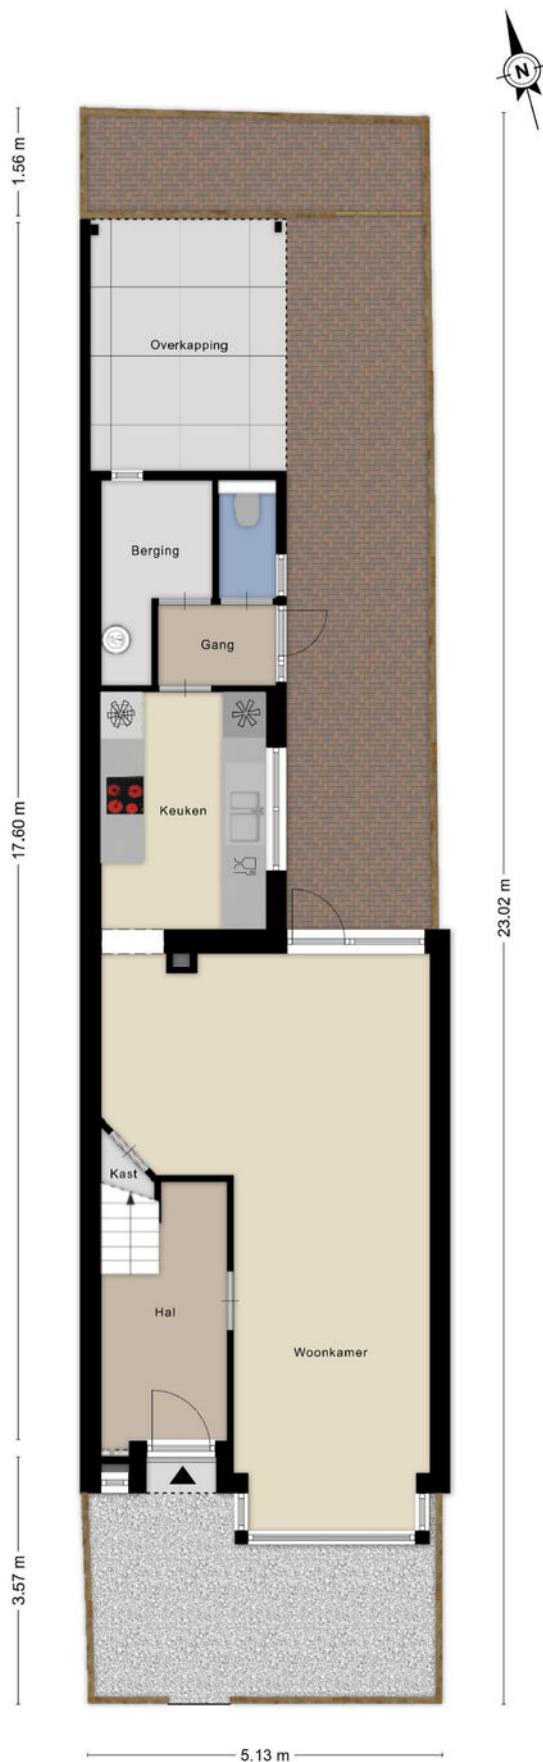 N
1.56 m
Overkapping
Berging
Gang
Keuken
17.60 m
23.02 m
Kast
Hal
Woonkamer
3.57 m
5.13 m